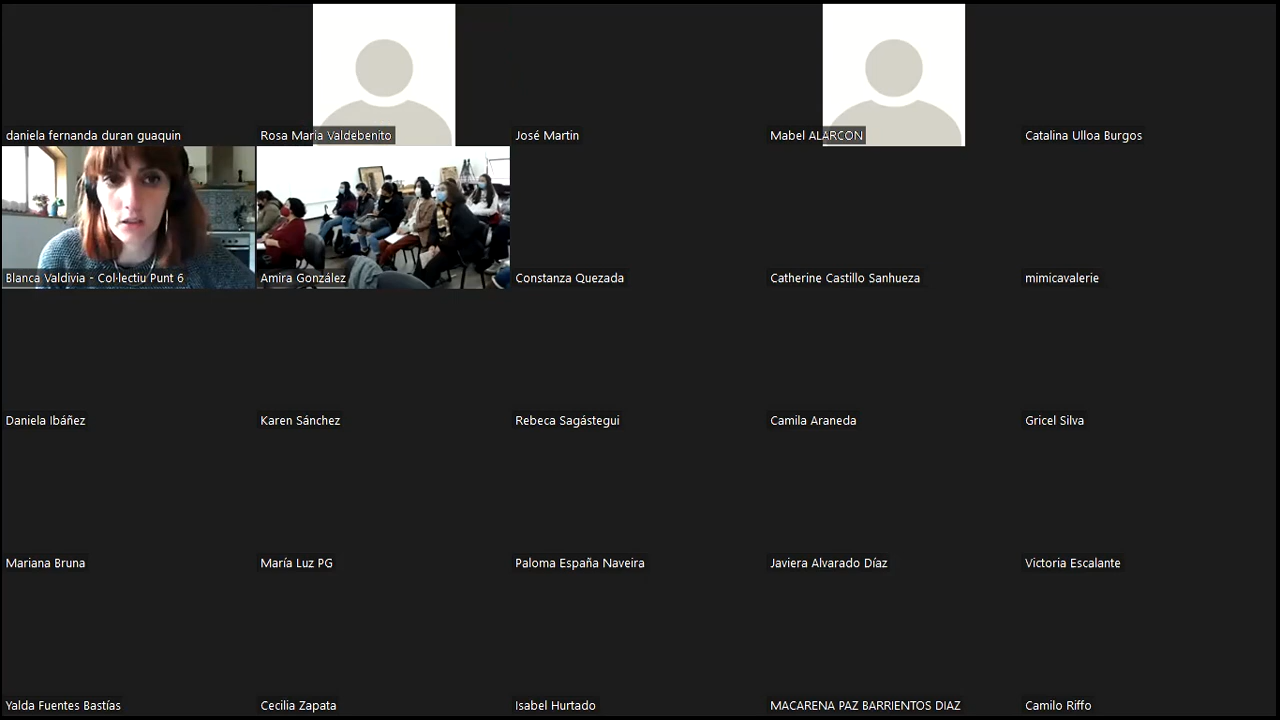 daniela fernanda duran guaquin
Rosa Maria Valdebenito
José Martin
Mabel ALARCON
Catalina Ulloa Burgos
Blanca Valdivia - Col·lectiu Punt 6
Amira González
Constanza Quezada
Catherine Castillo Sanhueza
mimicavalerie
Daniela Ibáñez
Karen Sánchez
Rebeca Sagástegui
Camila Araneda
Gricel Silva
Mariana Bruna
María Luz PG
Paloma España Naveira
Javiera Alvarado Díaz
Victoria Escalante
Yalda Fuentes Bastías
Cecilia Zapata
Isabel Hurtado
MACARENA PAZ BARRIENTOS DIAZ
Camilo Riffo